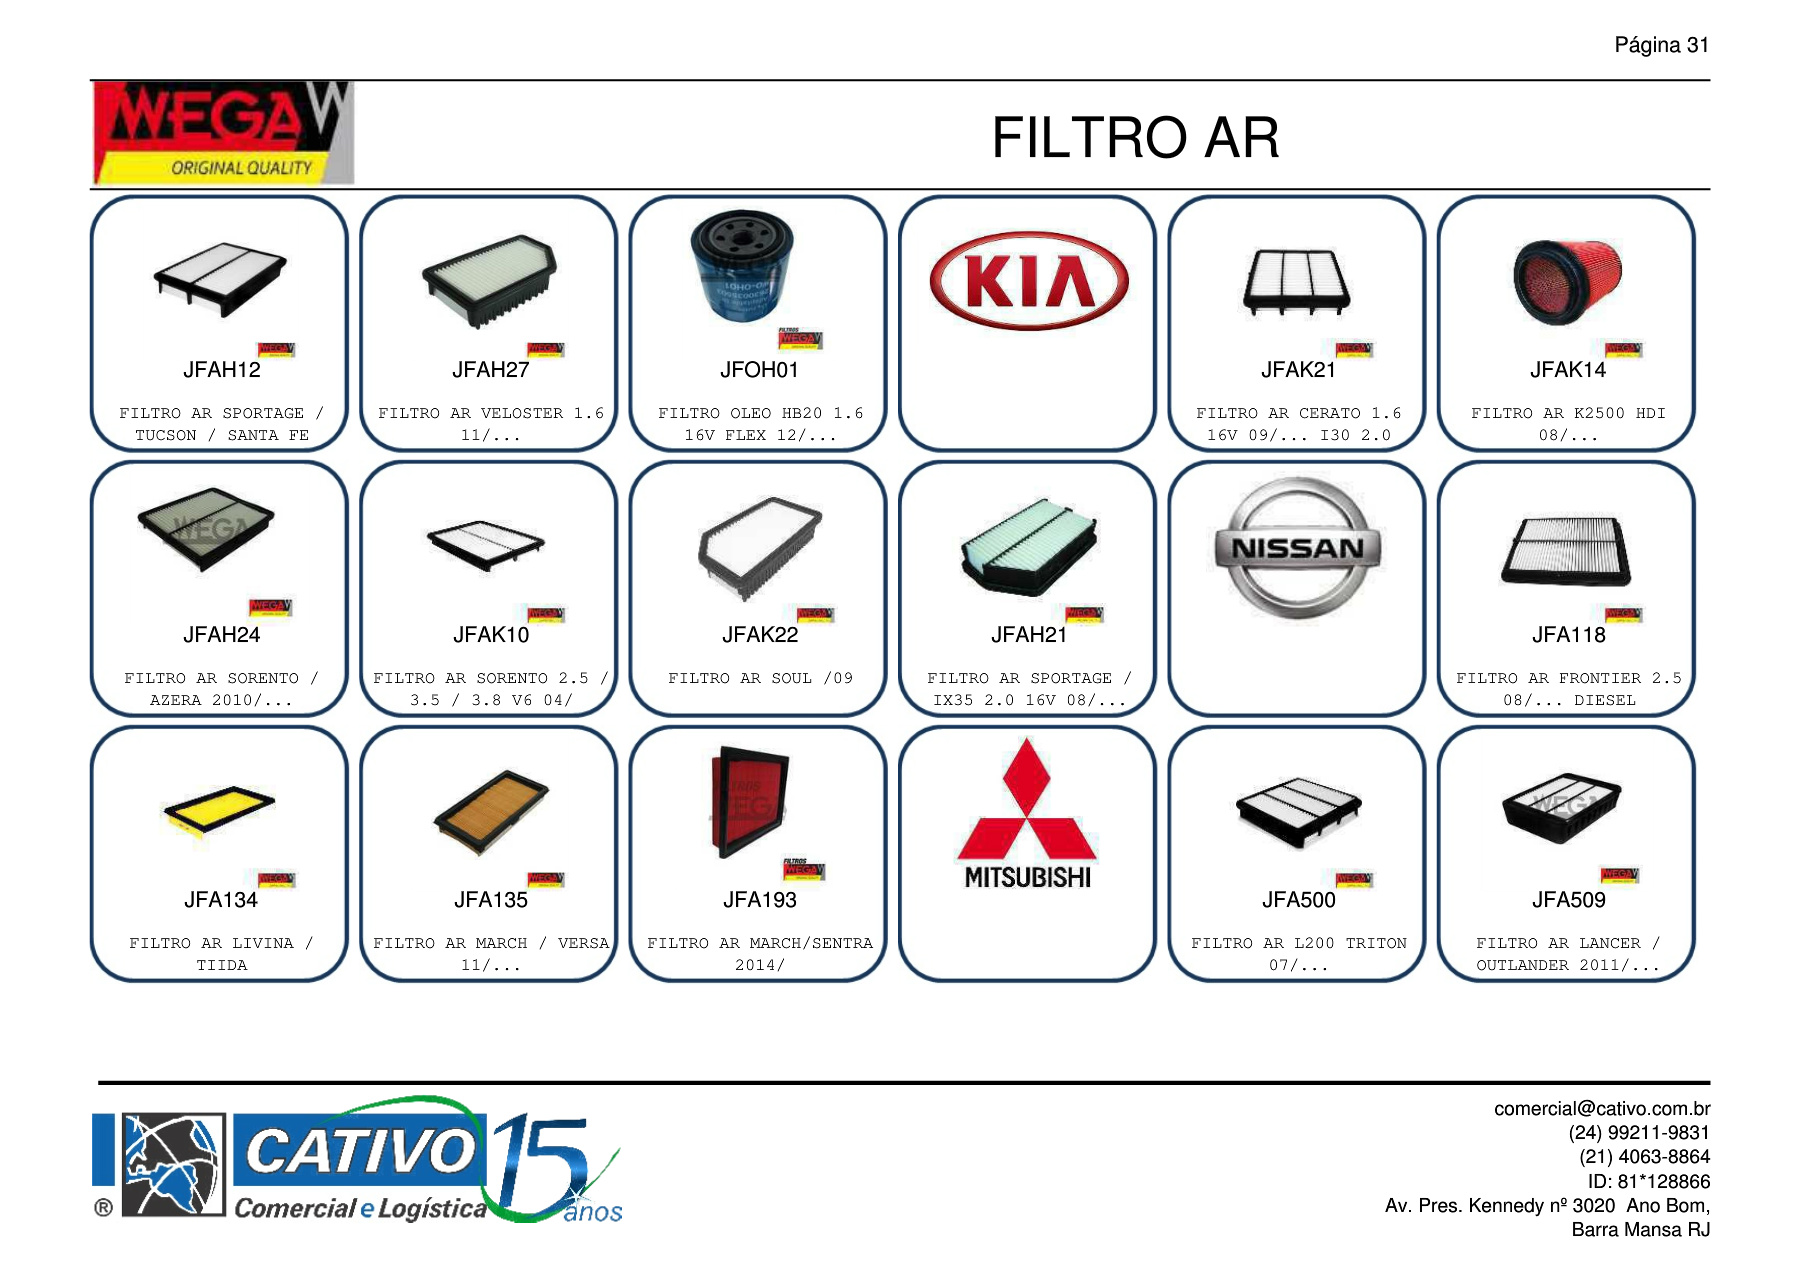 Página 31
WEGA W
ORIGINAL QUALITY
FILTRO AR
JFAH12
FILTRO AR SPORTAGE /
TUCSON / SANTA FE
JFAH27
FILTRO AR VELOSTER 1.6
11/...
FILTROS
WEGA
JFOH01
FILTRO OLEO HB20 1.6
16V FLEX 12/...
KIA
JFAK21
FILTRO AR CERATO 1.6
16V 09/... I30 2.0
JFAK14
FILTRO AR K2500 HDI
08/...
WEGA
JFAH24
FILTRO AR SORENTO /
AZERA 2010/...
JFAK10
FILTRO AR SORENTO 2.5 /
3.5 / 3.8 V6 04/
JFAK22
FILTRO AR SOUL /09
JFAH21
FILTRO AR SPORTAGE /
IX35 2.0 16V 08/...
NISSAN
JFA118
FILTRO AR FRONTIER 2.5
08/... DIESEL
JFA134
FILTRO AR LIVINA /
TIIDA
JFA135
FILTRO AR MARCH / VERSA
11/...
FILTROS
WEGA
JFA193
FILTRO AR MARCH/SENTRA
2014/
MITSUBISHI
JFA500
FILTRO AR L200 TRITON
07/...
WEGA
JFA509
FILTRO AR LANCER /
OUTLANDER 2011/...
CATIVO 15
® Comercial e Logística anos
comercial@cativo.com.br
(24) 99211-9831
(21) 4063-8864
ID: 81*128866
Av. Pres. Kennedy nº 3020 Ano Bom,
Barra Mansa RJ